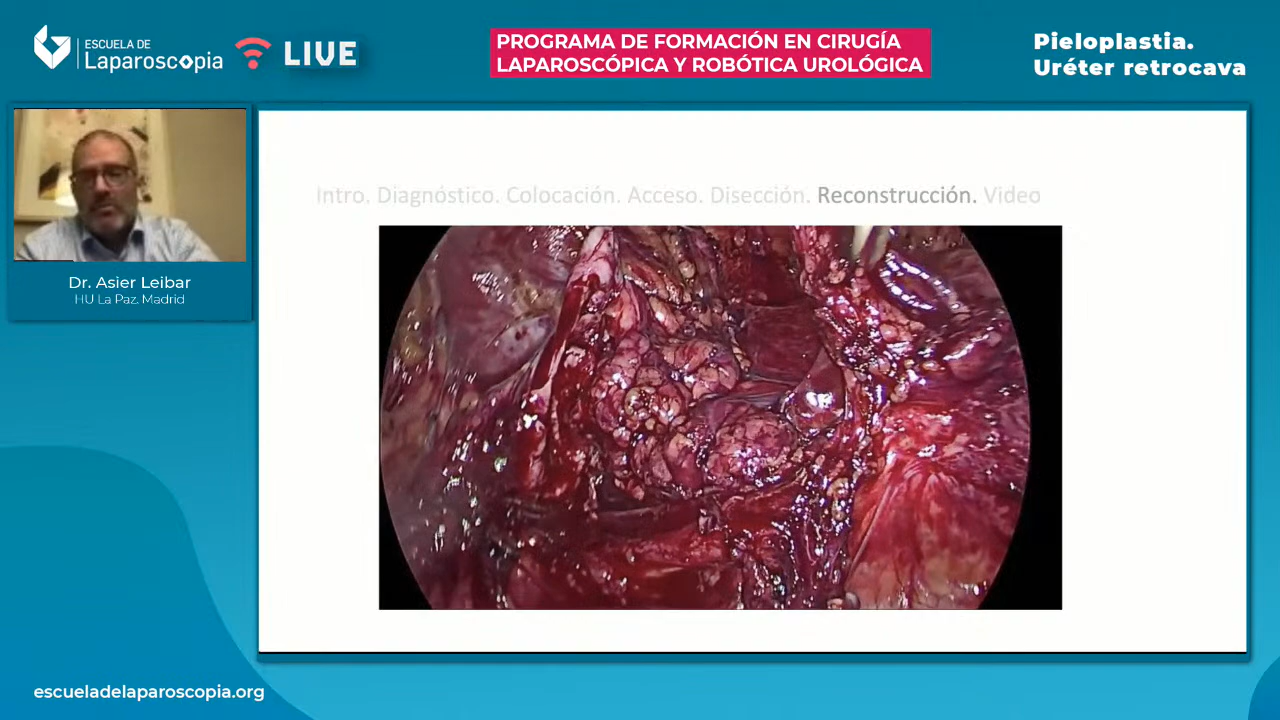 ESCUELA DE
Laparoscopia
LIVE
PROGRAMA DE FORMACIÓN EN CIRUGÍA
LAPAROSCÓPICA Y ROBÓTICA UROLÓGICA
Pieloplastia.
Uréter retrocava
Intro. Diagnóstico. Colocación. Acceso. Disección. Reconstrucción. Video
Dr. Asier Leibar
HU La Paz. Madrid
escueladelaparoscopia.org